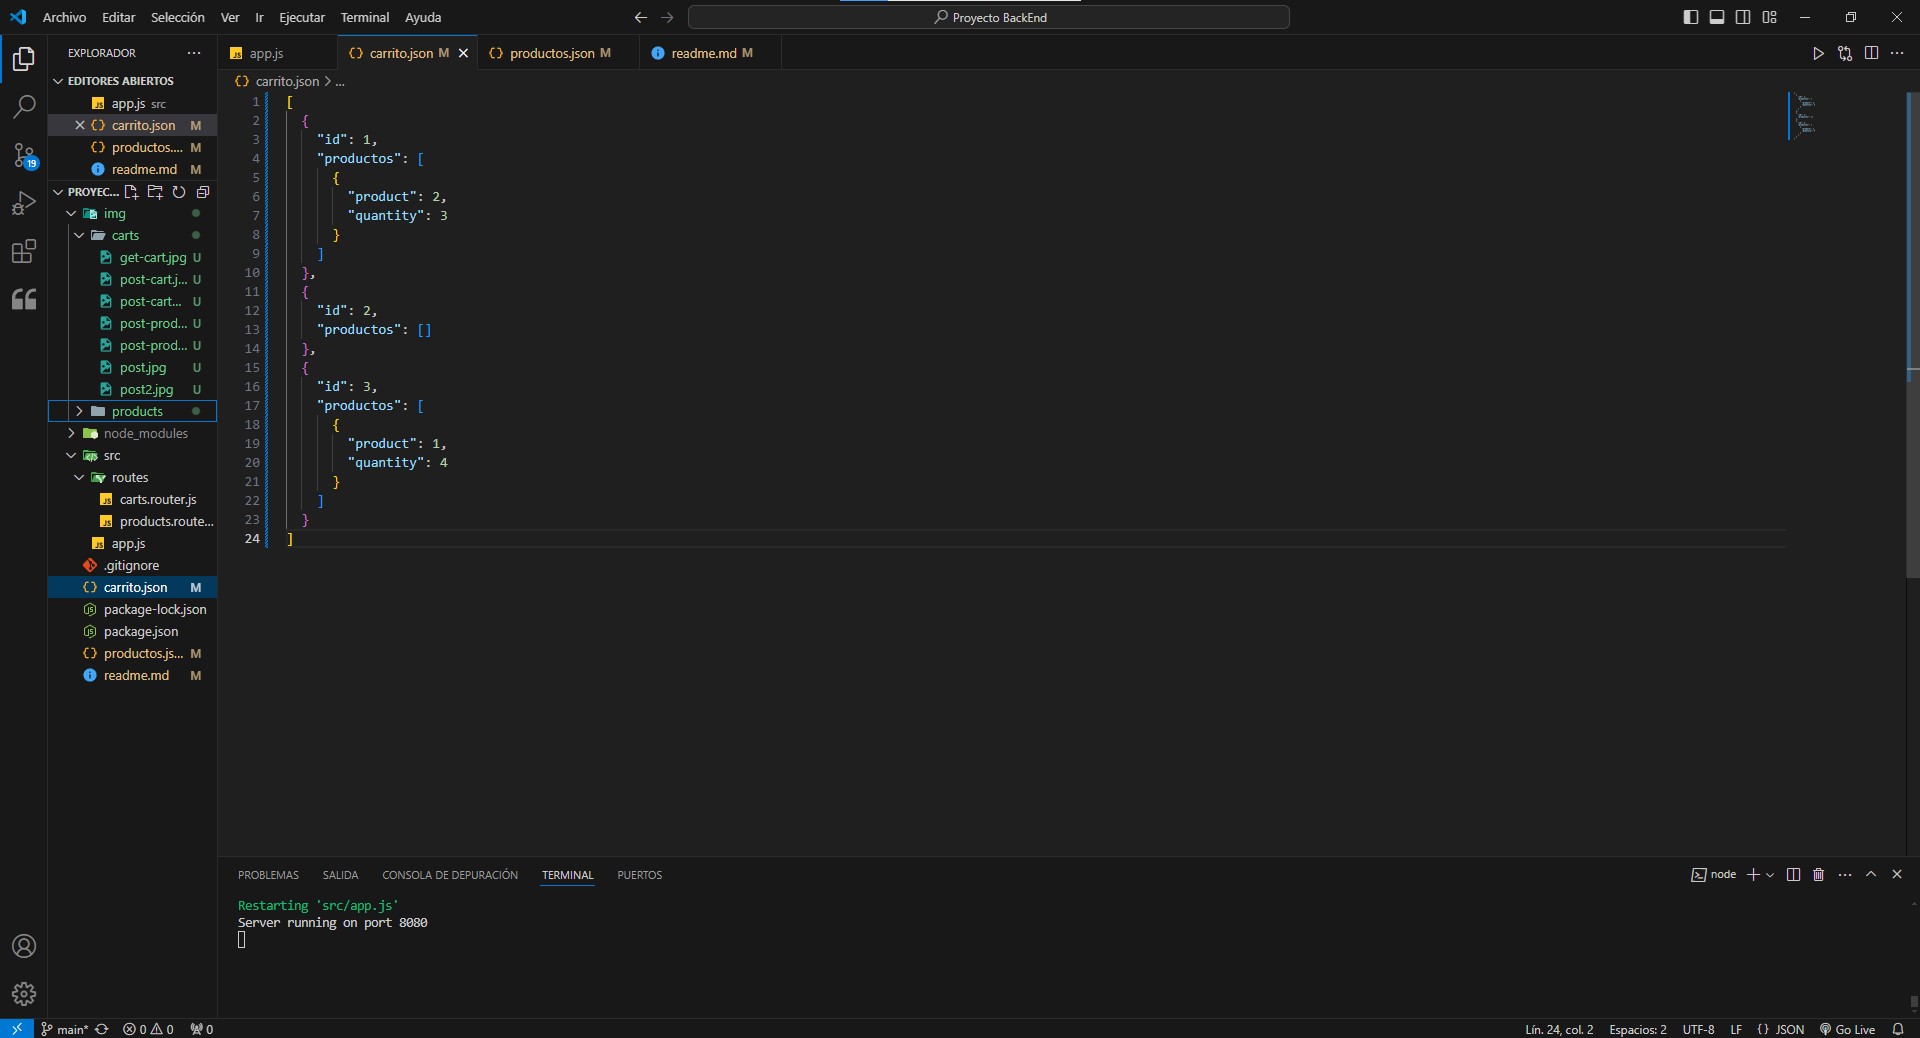 Archivo Editar Selección Ver Ir Ejecutar Terminal Ayuda
Proyecto BackEnd
EXPLORADOR
EDITORES ABIERTOS
app.js src
carrito.json M
productos.... M
readme.md M
PROYEC...
img
carts
get-cart.jpg U
post-cart.j... U
post-cart... U
post-prod... U
post-prod... U
post.jpg U
post2.jpg U
products
node_modules
src
routes
carts.router.js
products.route...
app.js
.gitignore
carrito.json M
package-lock.json
package.json
productos.js... M
readme.md M
19
app.js
carrito.json M
productos.json M
readme.md M
carrito.json > ...
1 [
2 {
3 "id": 1,
4 "productos": [
5 {
6 "product": 2,
7 "quantity": 3
8 }
9 ]
10 },
11 {
12 "id": 2,
13 "productos": []
14 },
15 {
16 "id": 3,
17 "productos": [
18 {
19 "product": 1,
20 "quantity": 4
21 }
22 ]
23 }
24 ]
PROBLEMAS SALIDA CONSOLA DE DEPURACIÓN TERMINAL PUERTOS
node
Restarting 'src/app.js'
Server running on port 8080
main* 0 0 0
Lín. 24, col. 2 Espacios: 2 UTF-8 LF {} JSON Go Live